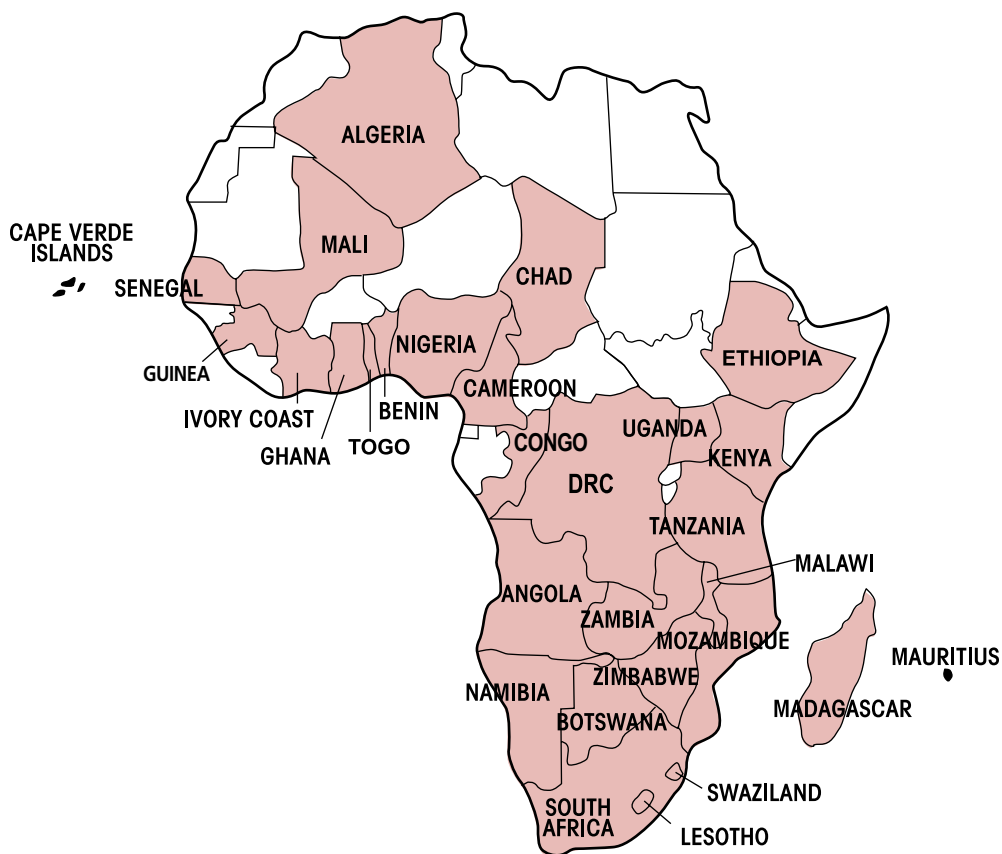 ALGERIA
CAPE VERDE
ISLANDS
MALI
CHAD
SENEGAL
NIGERIA
ETHIOPIA
GUINEA
CAMEROON
IVORY COAST
BENIN
GHANA
TOGO
CONGO
UGANDA
KENYA
DRC
TANZANIA
MALAWI
ANGOLA
ZAMBIA
MOZAMBIQUE
MAURITIUS
ZIMBABWE
NAMIBIA
MADAGASCAR
BOTSWANA
SWAZILAND
SOUTH
AFRICA
LESOTHO